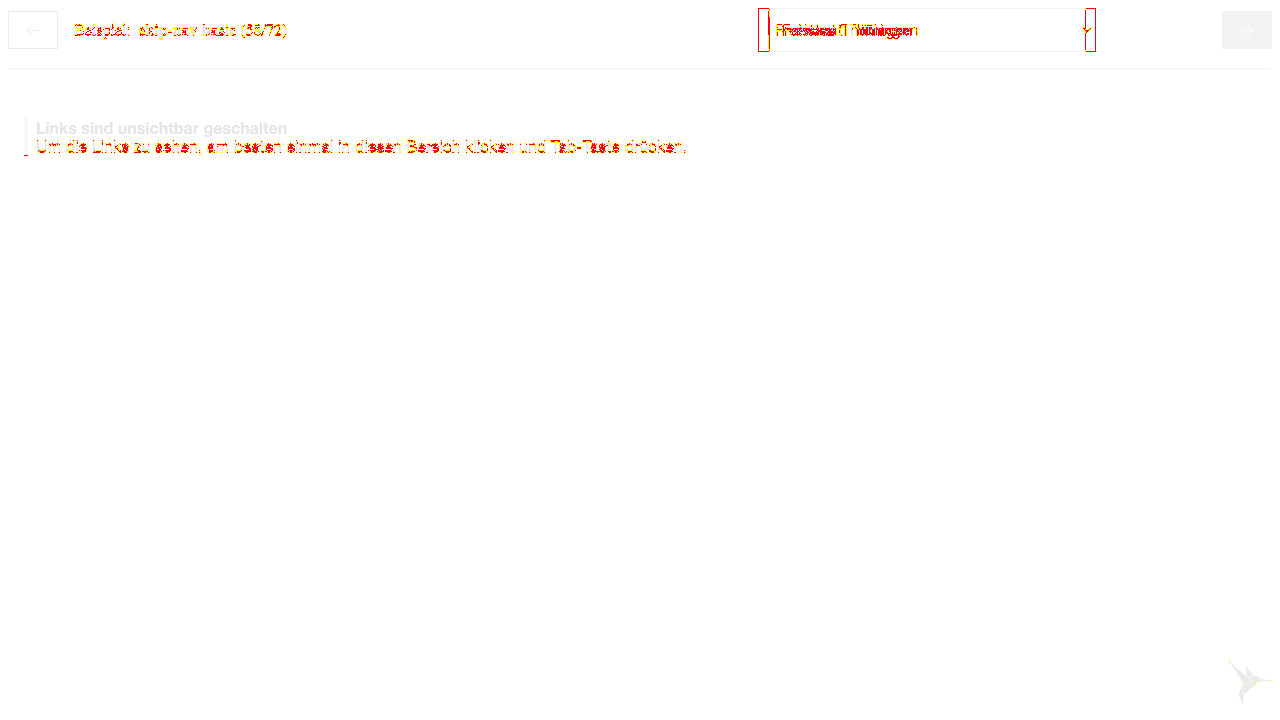 ←
Beispiel: skip-nav basic (58/72)
Freistaat Thüringen
→
Links sind unsichtbar geschalten
Um die Links zu sehen, am besten einmal in diesen Bereich klicken und Tab-Taste drücken.